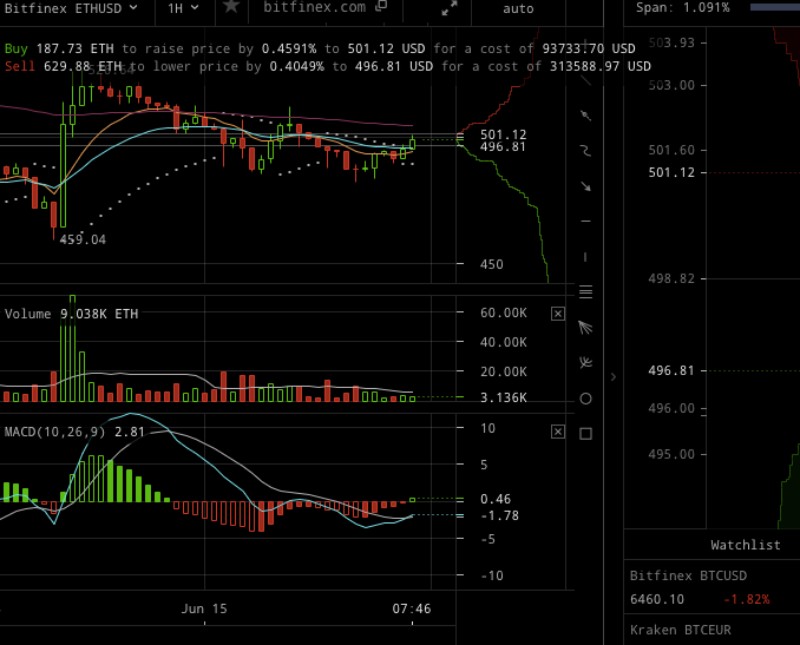 Bitfinex ETHUSD 1H bitfinex.com auto Span: 1.091%
Buy 187.73 ETH to raise price by 0.4591% to 501.12 USD for a cost of 93733.70 USD
Sell 629.88 ETH to lower price by 0.4049% to 496.81 USD for a cost of 313588.97 USD
501.12
496.81
459.04
450
Volume 9.038K ETH
60.00K
40.00K
20.00K
3.136K
MACD(10,26,9) 2.81
10
5
0.46
-1.78
-5
-10
Jun 15 07:46
503.93
503.00
501.60
501.12
498.82
496.81
496.00
495.00
Watchlist
Bitfinex BTCUSD
6460.10 -1.82%
Kraken BTCEUR